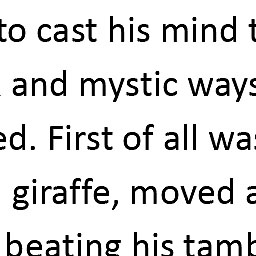 to cast his mind t
and mystic ways
ed. First of all was
giraffe, moved a
beating his tamb